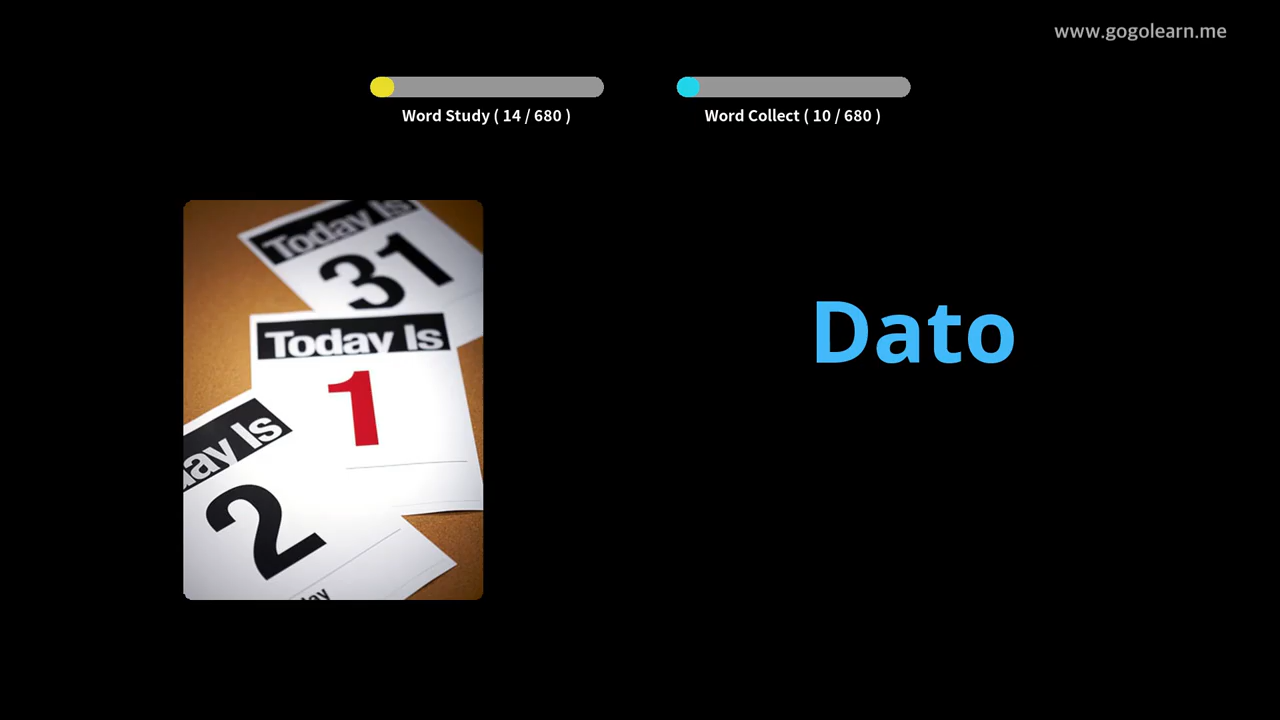 www.gogolearn.me
Word Study ( 14 / 680 )
Word Collect ( 10 / 680 )
Today Is
31
Today Is
1
ay Is
2
Dato